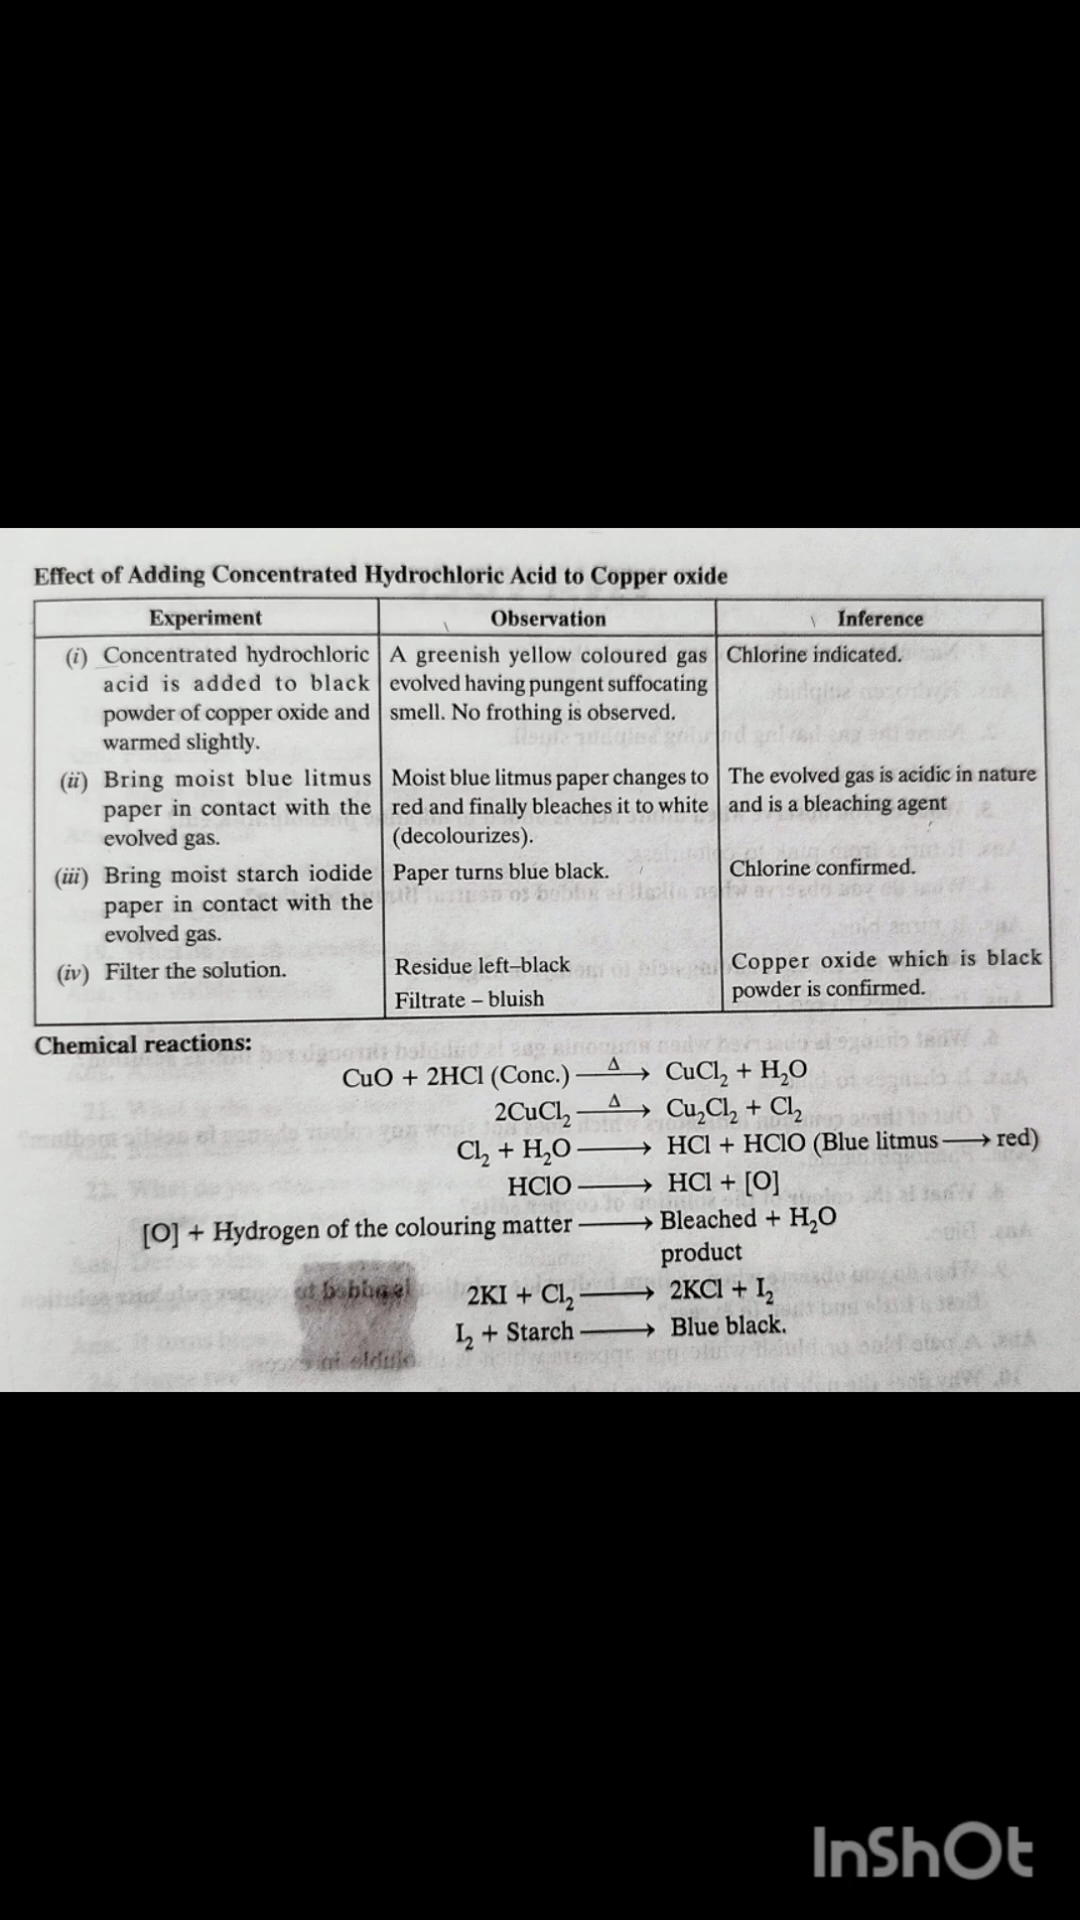 Effect of Adding Concentrated Hydrochloric Acid to Copper oxide
Experiment
Observation
Inference
(i) Concentrated hydrochloric
acid is added to black
powder of copper oxide and
warmed slightly.
A greenish yellow coloured gas
evolved having pungent suffocating
smell. No frothing is observed.
Chlorine indicated.
(ii) Bring moist blue litmus
paper in contact with the
evolved gas.
Moist blue litmus paper changes to
red and finally bleaches it to white
(decolourizes).
The evolved gas is acidic in nature
and is a bleaching agent
(iii) Bring moist starch iodide
paper in contact with the
evolved gas.
Paper turns blue black.
Chlorine confirmed.
(iv) Filter the solution.
Residue left–black
Filtrate – bluish
Copper oxide which is black
powder is confirmed.
Chemical reactions:
CuO + 2HCl (Conc.) —Δ→ CuCl₂ + H₂O
2CuCl₂ —Δ→ Cu₂Cl₂ + Cl₂
Cl₂ + H₂O ⟶ HCl + HClO (Blue litmus ⟶ red)
HClO ⟶ HCl + [O]
[O] + Hydrogen of the colouring matter ⟶ Bleached + H₂O
product
2KI + Cl₂ ⟶ 2KCl + I₂
I₂ + Starch ⟶ Blue black.
InShOt